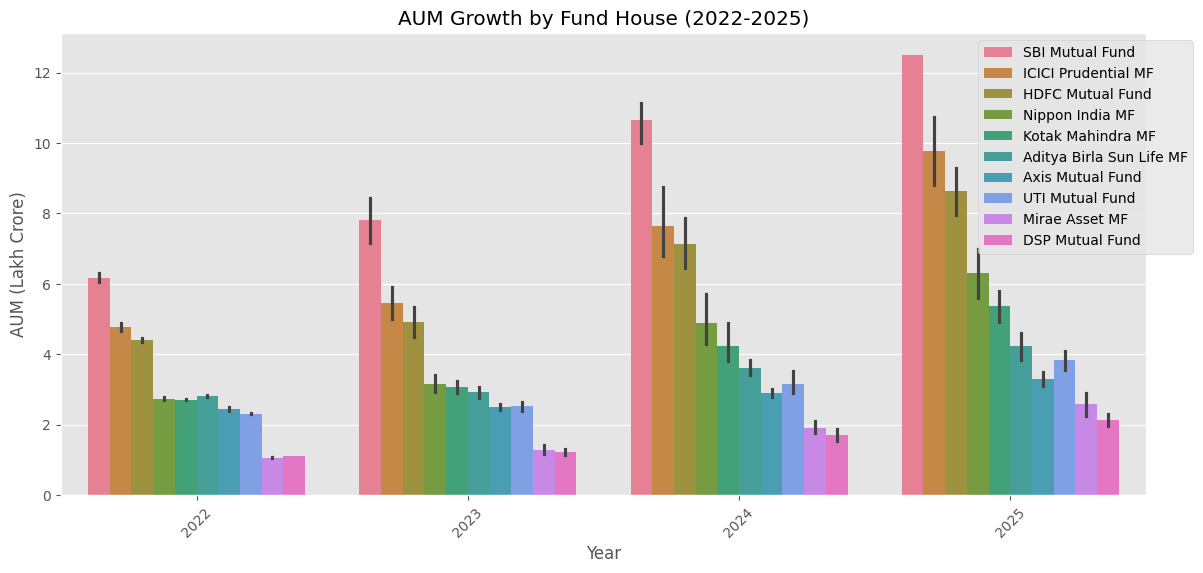 AUM Growth by Fund House (2022-2025)
SBI Mutual Fund
ICICI Prudential MF
HDFC Mutual Fund
Nippon India MF
Kotak Mahindra MF
Aditya Birla Sun Life MF
Axis Mutual Fund
UTI Mutual Fund
Mirae Asset MF
DSP Mutual Fund
AUM (Lakh Crore)
12
10
8
6
4
2
0
2022
2023
2024
2025
Year